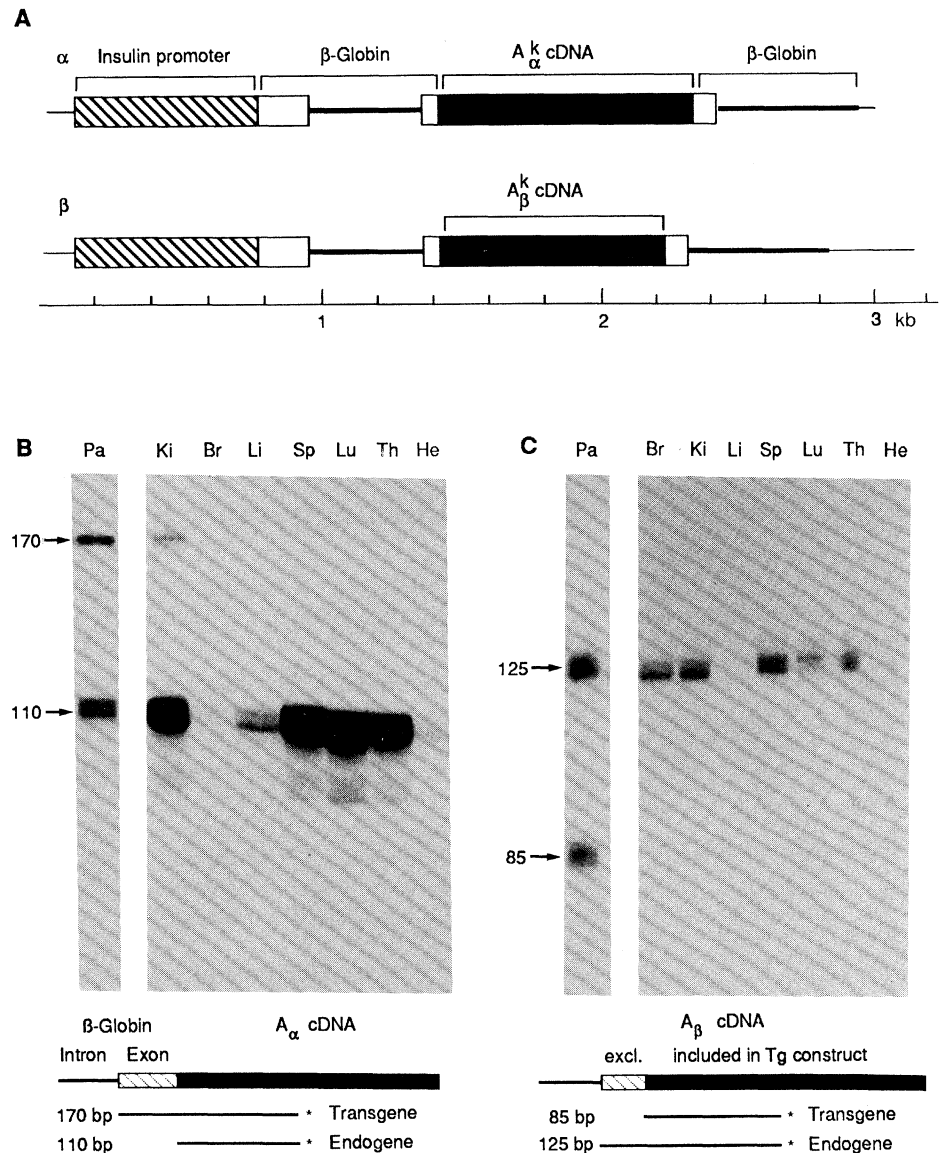 A
α Insulin promoter β-Globin A k α cDNA β-Globin
β A k β cDNA
1 2 3 kb
B Pa Ki Br Li Sp Lu Th He
170
110
ß-Globin A α cDNA
Intron Exon
170 bp * Transgene
110 bp * Endogene
C Pa Br Ki Li Sp Lu Th He
125
85
A β cDNA
excl. included in Tg construct
85 bp * Transgene
125 bp * Endogene